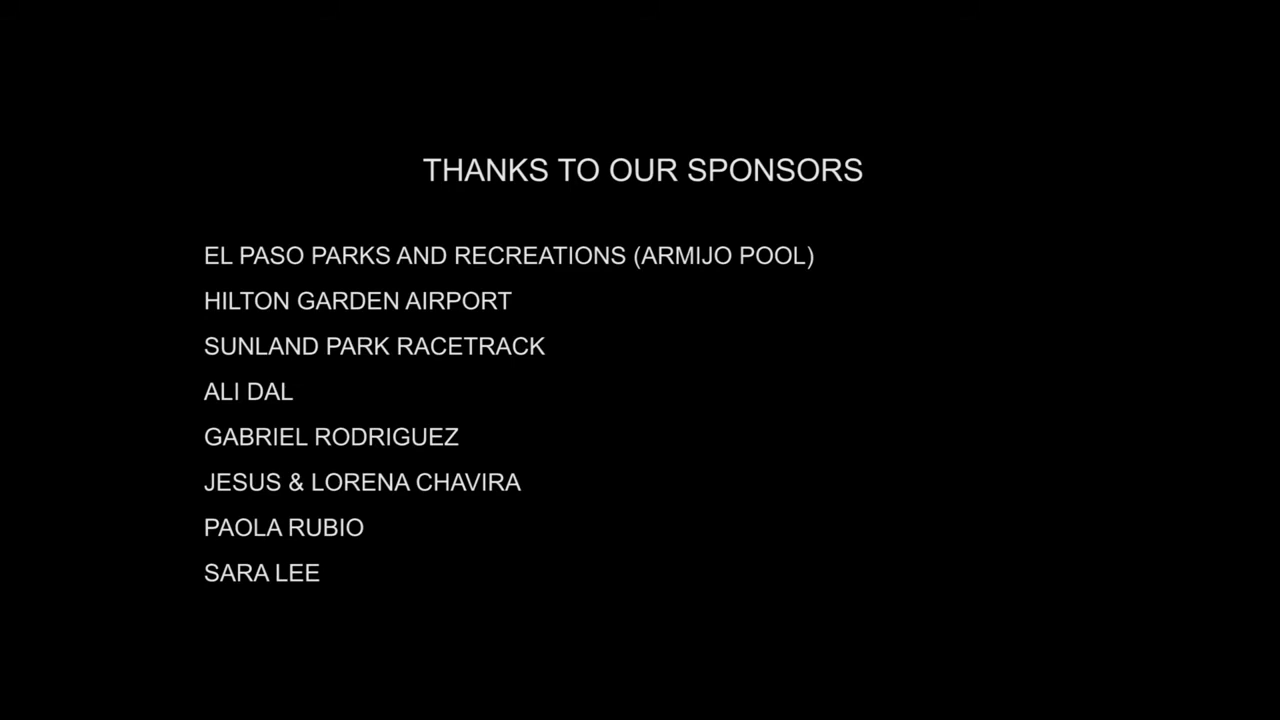 THANKS TO OUR SPONSORS
EL PASO PARKS AND RECREATIONS (ARMIJO POOL)
HILTON GARDEN AIRPORT
SUNLAND PARK RACETRACK
ALI DAL
GABRIEL RODRIGUEZ
JESUS & LORENA CHAVIRA
PAOLA RUBIO
SARA LEE